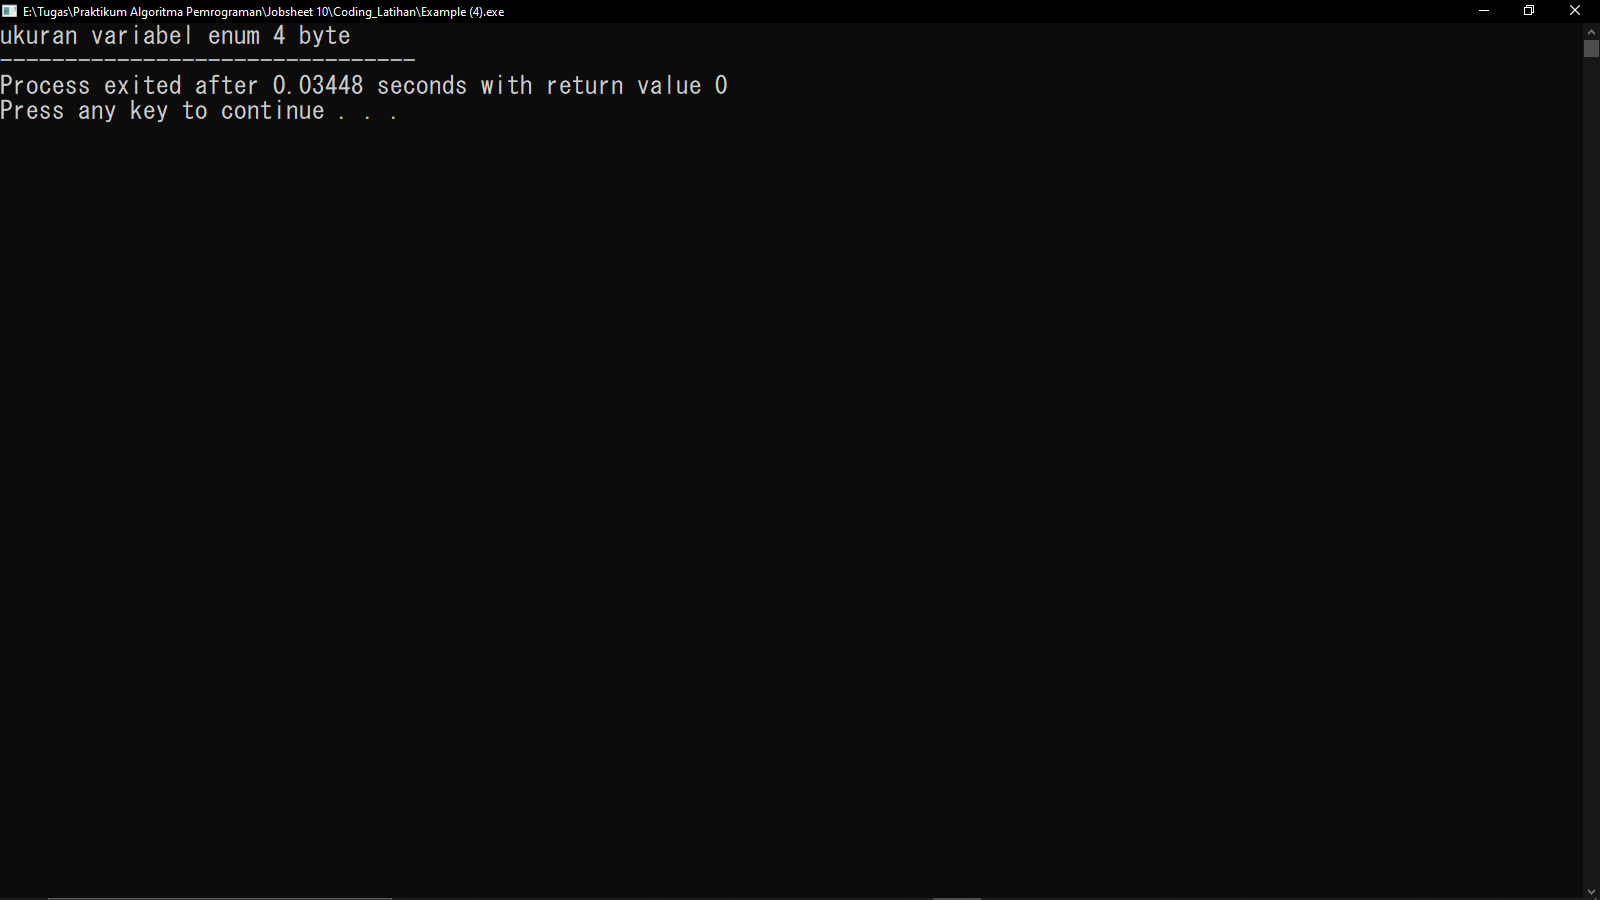 E:\Tugas\Praktikum Algoritma Pemrograman\Jobsheet 10\Coding_Latihan\Example (4).exe
ukuran variabel enum 4 byte
--------------------------------
Process exited after 0.03448 seconds with return value 0
Press any key to continue . . .